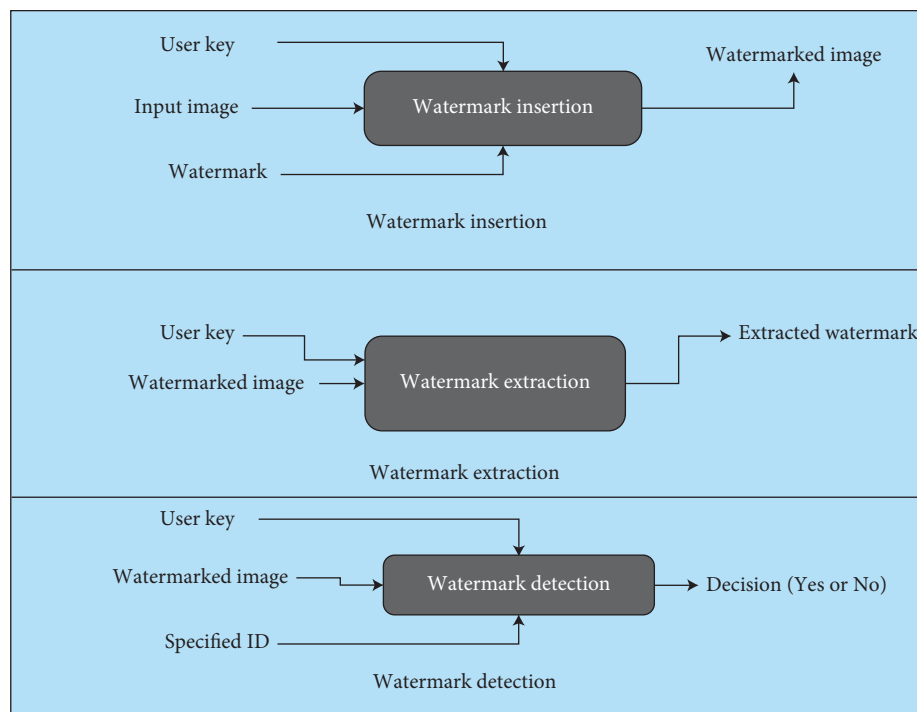 User key
Watermarked image
Input image
Watermark insertion
Watermark
Watermark insertion
User key
Extracted watermark
Watermarked image
Watermark extraction
Watermark extraction
User key
Watermarked image
Watermark detection
Decision (Yes or No)
Specified ID
Watermark detection